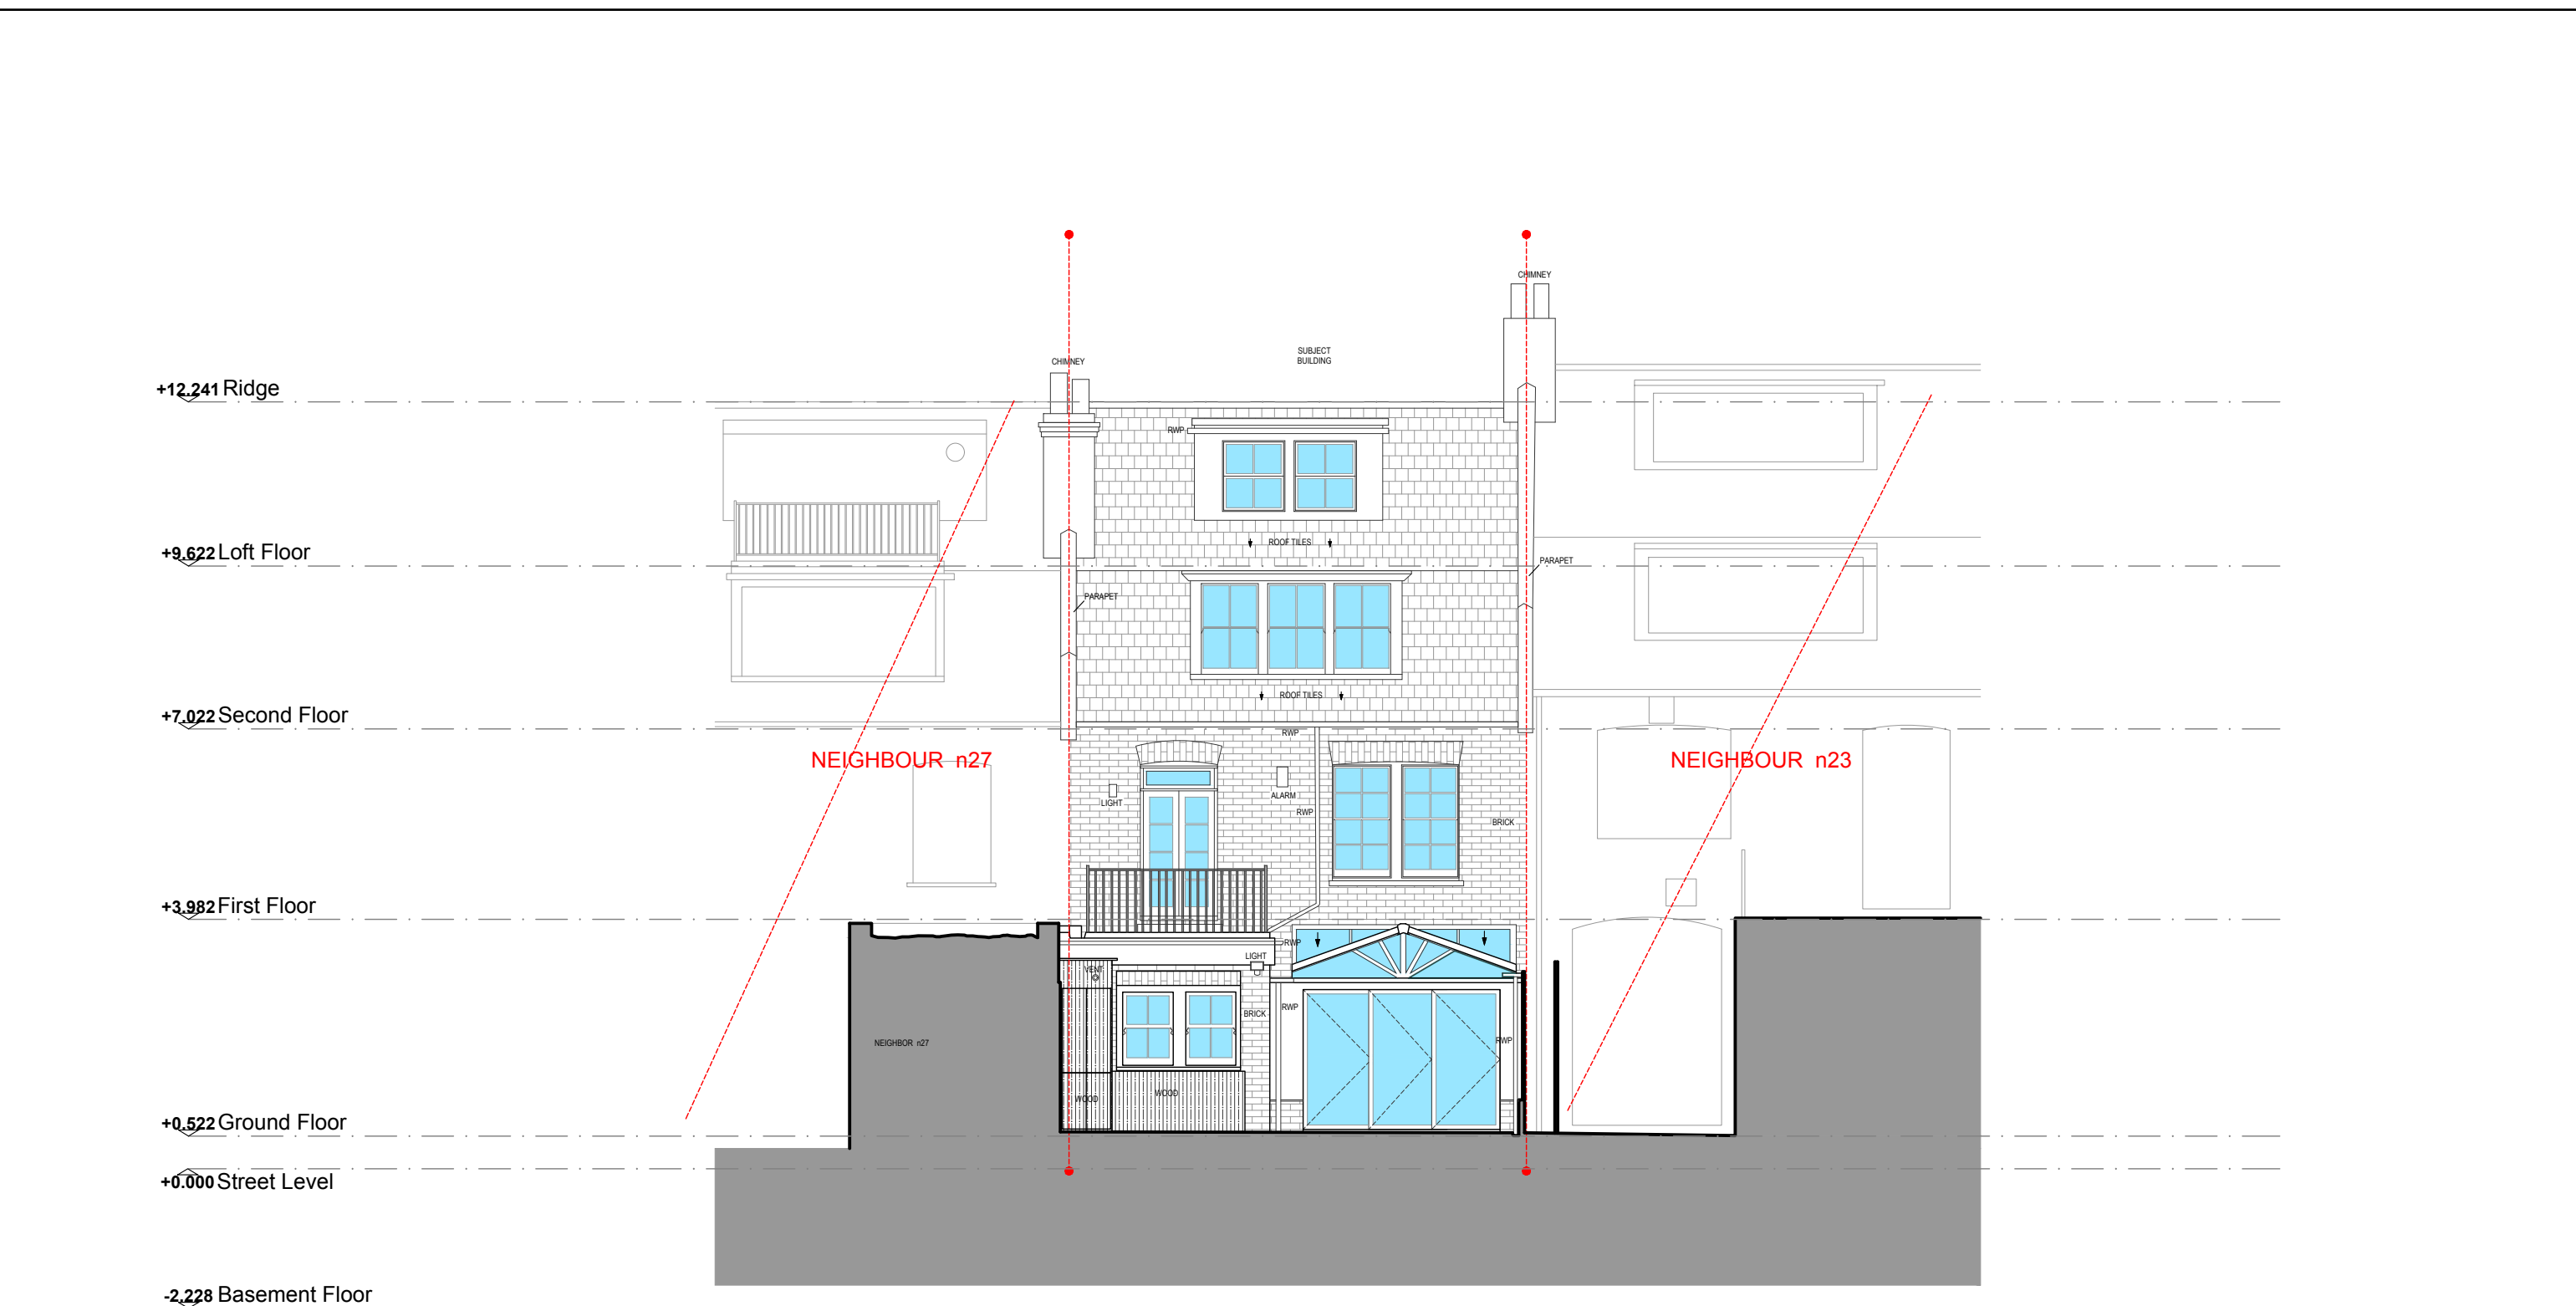 CHIMNEY
SUBJECT
BUILDING
CHIMNEY
+12.241 Ridge
RWP
ROOF TILES
+9.622 Loft Floor
PARAPET
PARAPET
ROOF TILES
+7.022 Second Floor
RWP
NEIGHBOUR n27
NEIGHBOUR n23
LIGHT
ALARM
RWP
BRICK
+3.982 First Floor
RWP
LIGHT
VENT
RWP
BRICK
NEIGHBOR n27
RWP
WOOD
WOOD
+0.522 Ground Floor
+0.000 Street Level
-2.228 Basement Floor